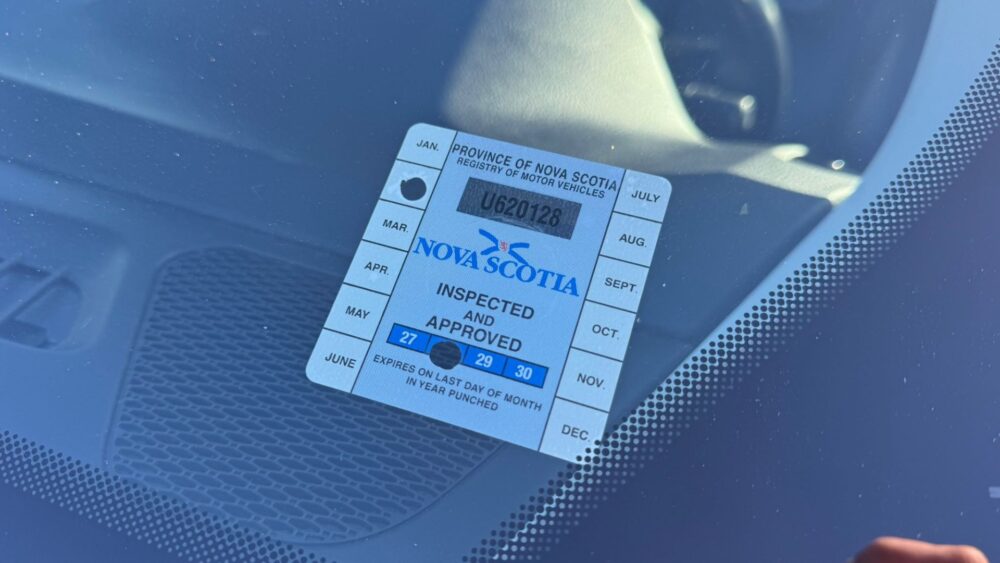 JAN.
MAR.
APR.
MAY
JUNE
PROVINCE OF NOVA SCOTIA
REGISTRY OF MOTOR VEHICLES
U620128
NOVA SCOTIA
INSPECTED
AND
APPROVED
27 29 30
EXPIRES ON LAST DAY OF MONTH
IN YEAR PUNCHED
JULY
AUG.
SEPT.
OCT.
NOV.
DEC.